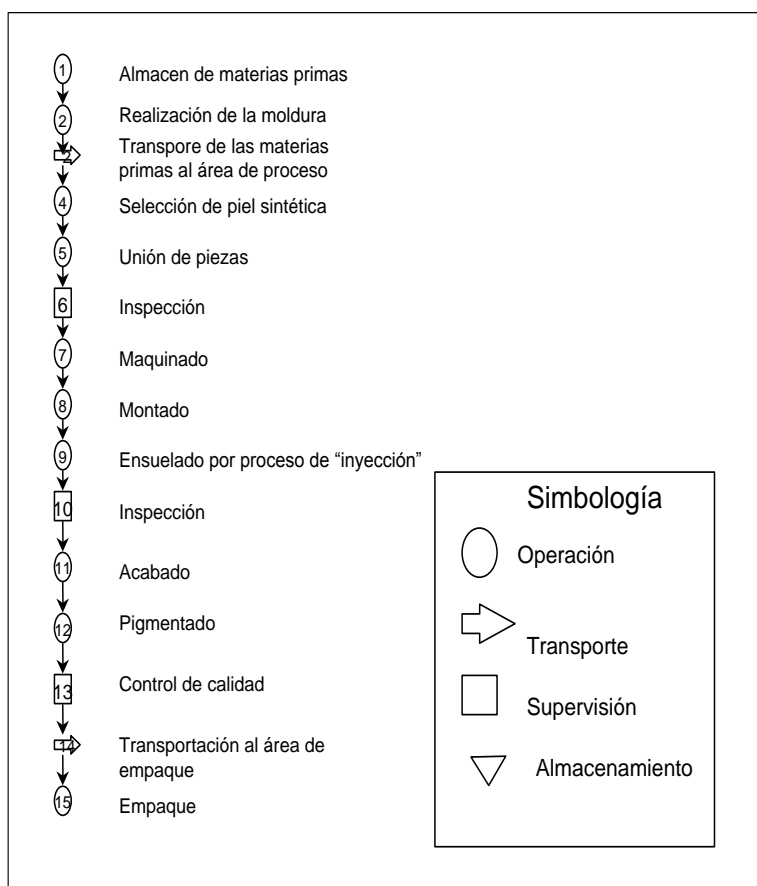 1 Almacen de materias primas
2 Realización de la moldura
2 Transpore de las materias
primas al área de proceso
4 Selección de piel sintética
5 Unión de piezas
6 Inspección
7 Maquinado
8 Montado
9 Ensuelado por proceso de “inyección”
10 Inspección
11 Acabado
12 Pigmentado
13 Control de calidad
14 Transportación al área de
empaque
15 Empaque
Simbología
Operación
Transporte
Supervisión
Almacenamiento